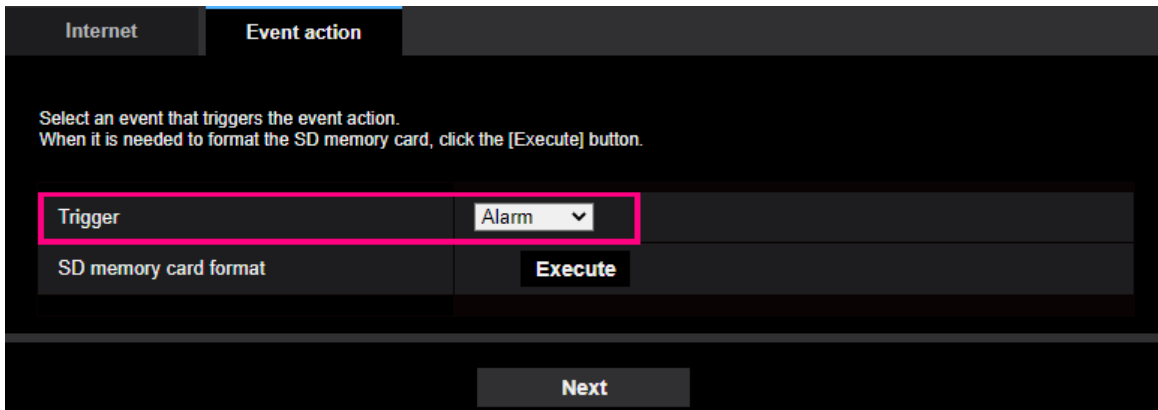 Internet Event action
Select an event that triggers the event action.
When it is needed to format the SD memory card, click the [Execute] button.
Trigger Alarm
SD memory card format Execute
Next